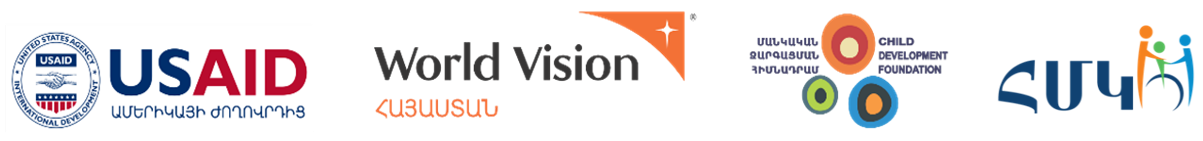 UNITED STATES AGENCY
USAID
INTERNATIONAL DEVELOPMENT
USAID
ԱՄԵՐԻԿԱՅԻ ԺՈՂՈՎՐԴԻՑ
World Vision ®
ՀԱՅԱՍՏԱՆ
ՄԱՆԿԱԿԱՆ
ԶԱՐԳԱՑՄԱՆ
ՀԻՄՆԱԴՐԱՄ
CHILD
DEVELOPMENT
FOUNDATION
ՀՄԿ